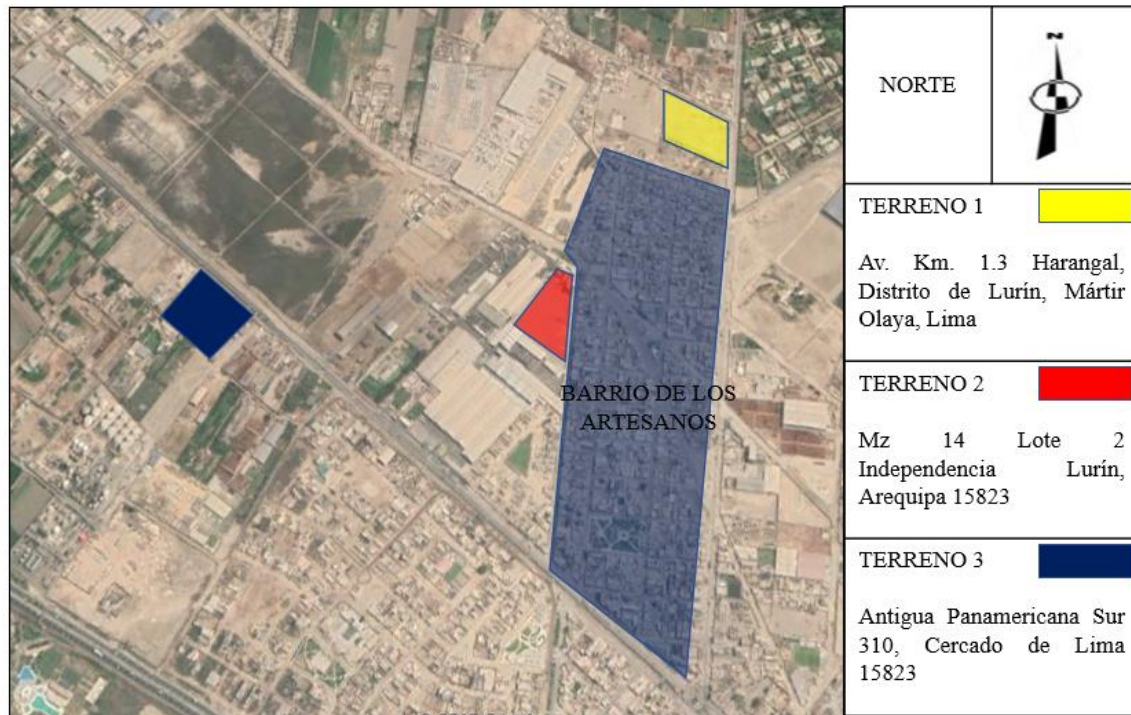 BARRIO DE LOS
ARTESANOS
NORTE
N
TERRENO 1
Av. Km. 1.3 Harangal,
Distrito de Lurín, Mártir
Olaya, Lima
TERRENO 2
Mz 14 Lote 2
Independencia Lurín,
Arequipa 15823
TERRENO 3
Antigua Panamericana Sur
310, Cercado de Lima
15823